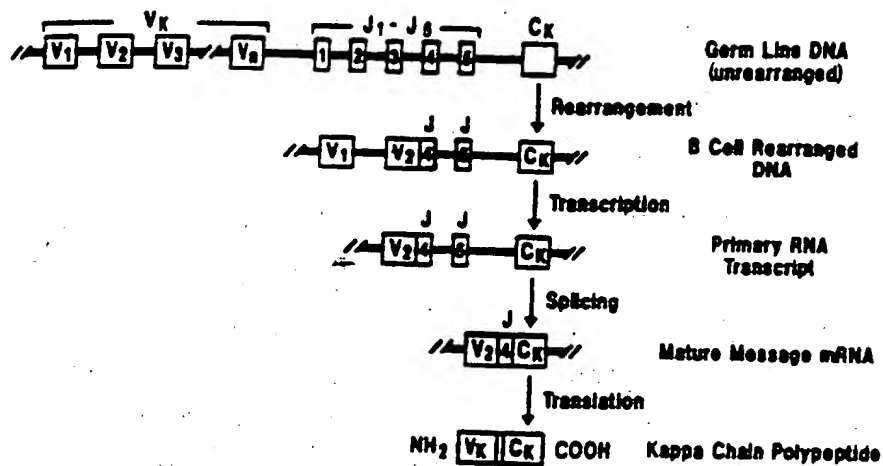 Vκ J₁ - J₅ Cκ
V₁ V₂ V₃ Vn 1 2 3 4 5
Germ Line DNA
(unrearranged)
Rearrangement
J J
V₁ V₂ 4 5 Cκ
B Cell Rearranged
DNA
Transcription
J J
V₂ 4 5 Cκ
Primary RNA
Transcript
Splicing
J
V₂ 4 Cκ
Mature Message mRNA
Translation
NH₂ Vκ Cκ COOH Kappa Chain Polypeptide